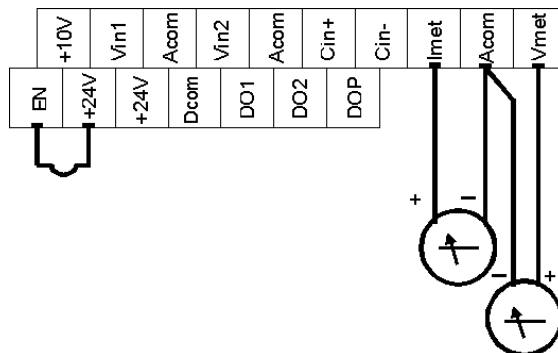 +10V Vin1 Acom Vin2 Acom Cin+ Cin- Imet Acom Vmet
EN +24V +24V Dcom DO1 DO2 DOP
+ −
− +